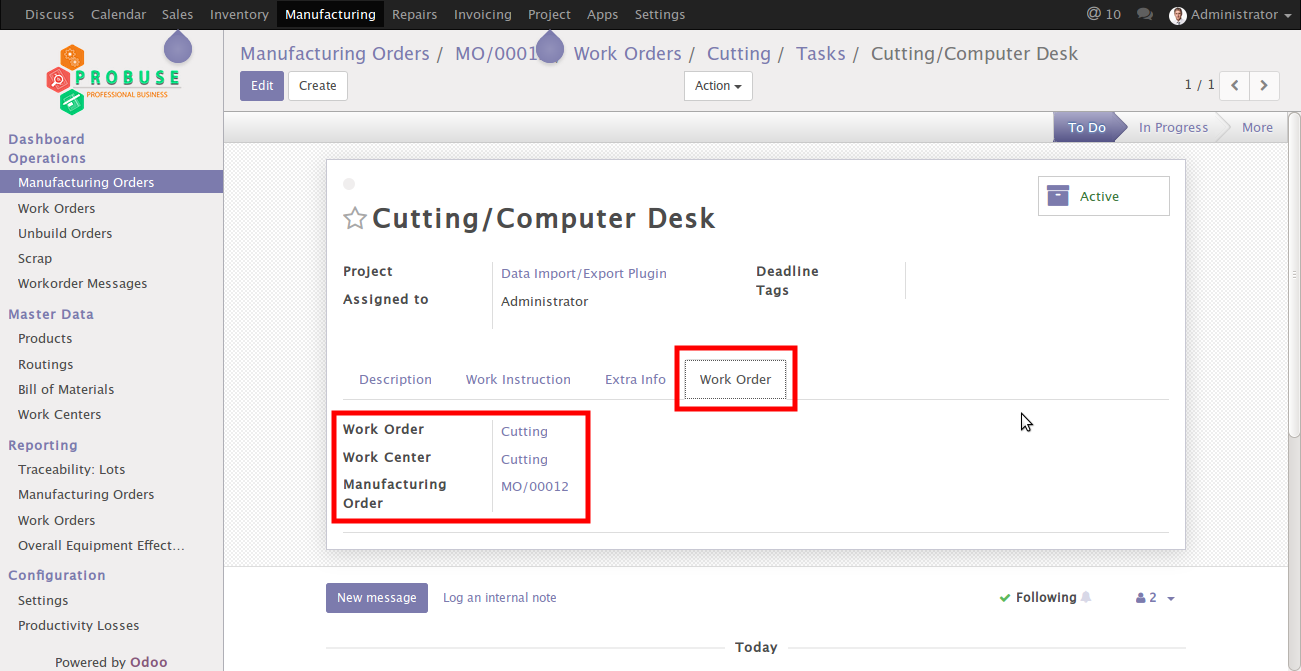 Discuss Calendar Sales Inventory Manufacturing Repairs Invoicing Project Apps Settings @ 10 Administrator
PROBUSE
PROFESSIONAL BUSINESS
Manufacturing Orders / MO/0001 Work Orders / Cutting / Tasks / Cutting/Computer Desk
Edit Create Action 1 / 1
To Do In Progress More
Dashboard
Operations
Manufacturing Orders
Work Orders
Unbuild Orders
Scrap
Workorder Messages
Master Data
Products
Routings
Bill of Materials
Work Centers
Reporting
Traceability: Lots
Manufacturing Orders
Work Orders
Overall Equipment Effect...
Configuration
Settings
Productivity Losses
Powered by Odoo
Active
Cutting/Computer Desk
Project Data Import/Export Plugin
Assigned to Administrator
Deadline
Tags
Description Work Instruction Extra Info Work Order
Work Order Cutting
Work Center Cutting
Manufacturing Order MO/00012
New message Log an internal note Following 2
Today